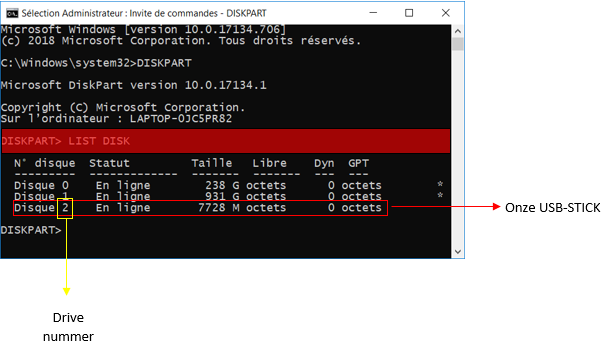 Sélection Administrateur : Invite de commandes - DISKPART
Microsoft Windows [version 10.0.17134.706]
(c) 2018 Microsoft Corporation. Tous droits réservés.
C:\Windows\system32>DISKPART
Microsoft DiskPart version 10.0.17134.1
Copyright (C) Microsoft Corporation.
Sur l'ordinateur : LAPTOP-0JC5PR82
DISKPART> LIST DISK
N° disque  Statut         Taille   Libre    Dyn  GPT
---------  -------------  -------  -------  ---  ---
Disque 0    En ligne        238 G octets      0 octets        *
Disque 1    En ligne        931 G octets      0 octets        *
Disque 2    En ligne       7728 M octets      0 octets
Onze USB-STICK
DISKPART>
Drive
nummer